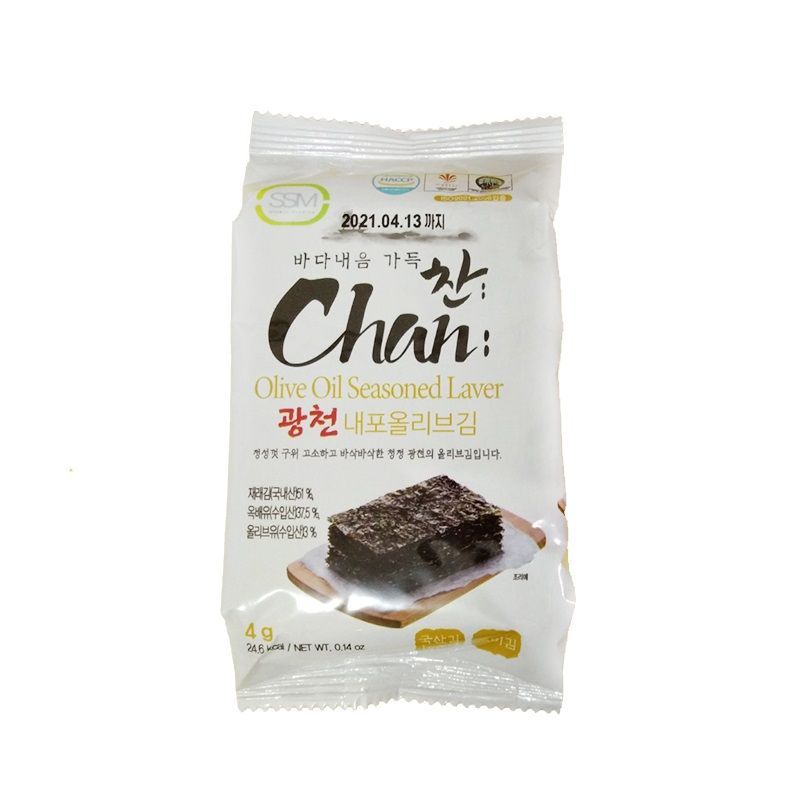 SSM
HACCP
2021.04.13 까지
바다내음 가득
찬:
Chan:
Olive Oil Seasoned Laver
광천 내포올리브김
정성껏 구워 고소하고 바삭바삭한 청정 광천의 올리브김입니다.
재래김(국내산)61 %,
옥배유(수입산)37.5 %,
올리브유(수입산)3 %
조리예
4 g
24.6 kcal / NET WT. 0.14 oz